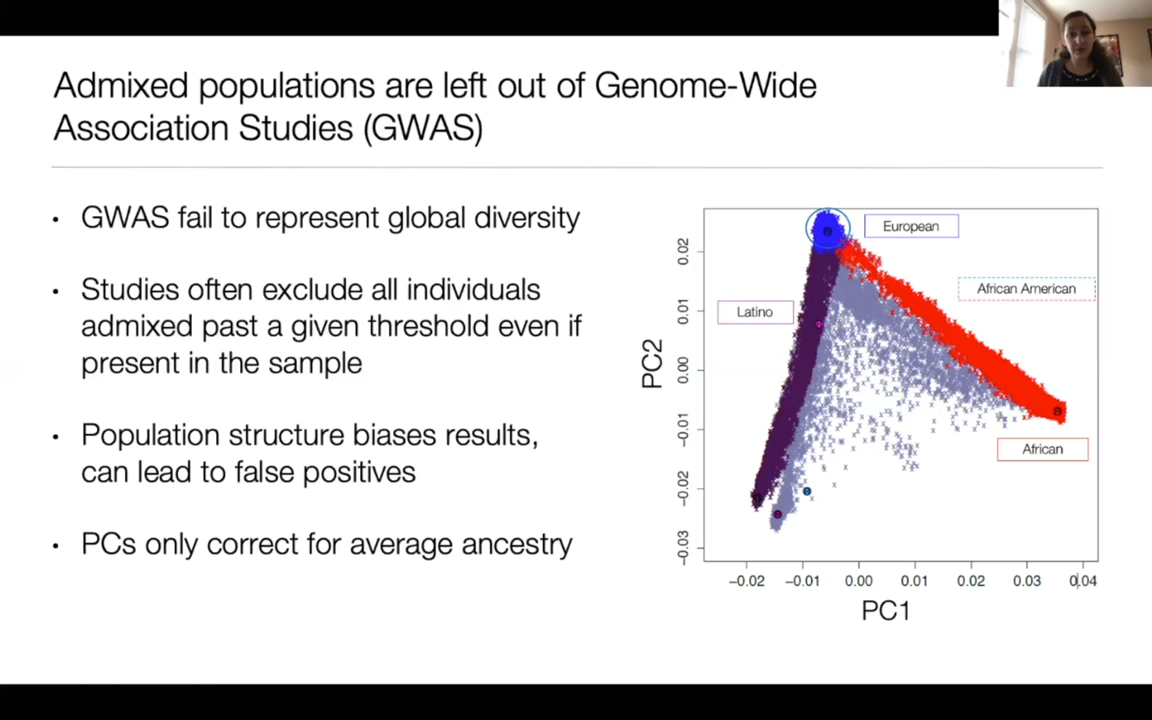 Admixed populations are left out of Genome-Wide
Association Studies (GWAS)
• GWAS fail to represent global diversity
• Studies often exclude all individuals
admixed past a given threshold even if
present in the sample
• Population structure biases results,
can lead to false positives
• PCs only correct for average ancestry
European
African American
Latino
African
PC2
0.02
0.01
0.00
−0.01
−0.02
−0.03
−0.02 −0.01 0.00 0.01 0.02 0.03 0.04
PC1